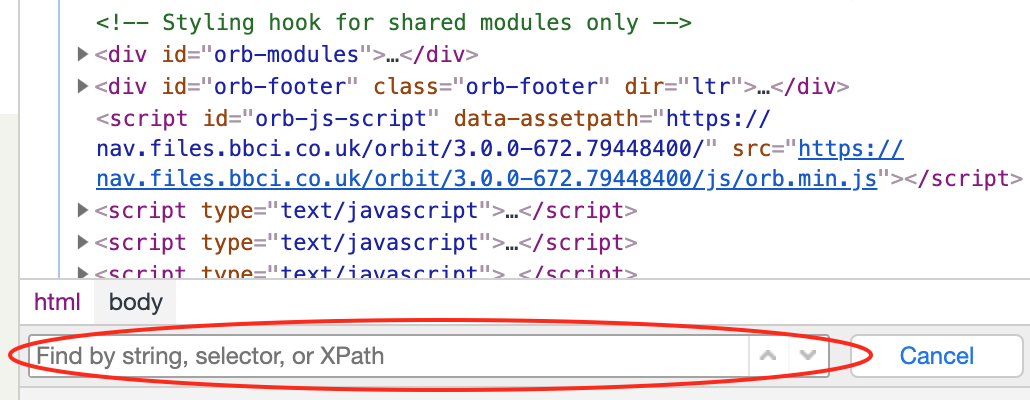 <!-- Styling hook for shared modules only -->
▶<div id="orb-modules">…</div>
▶<div id="orb-footer" class="orb-footer" dir="ltr">…</div>
<script id="orb-js-script" data-assetpath="https://
nav.files.bbci.co.uk/orbit/3.0.0-672.79448400/" src="https://
nav.files.bbci.co.uk/orbit/3.0.0-672.79448400/js/orb.min.js"></script>
▶<script type="text/javascript">…</script>
▶<script type="text/javascript">…</script>
▶<script type="text/javascript">…</script>
html body
Find by string, selector, or XPath Cancel